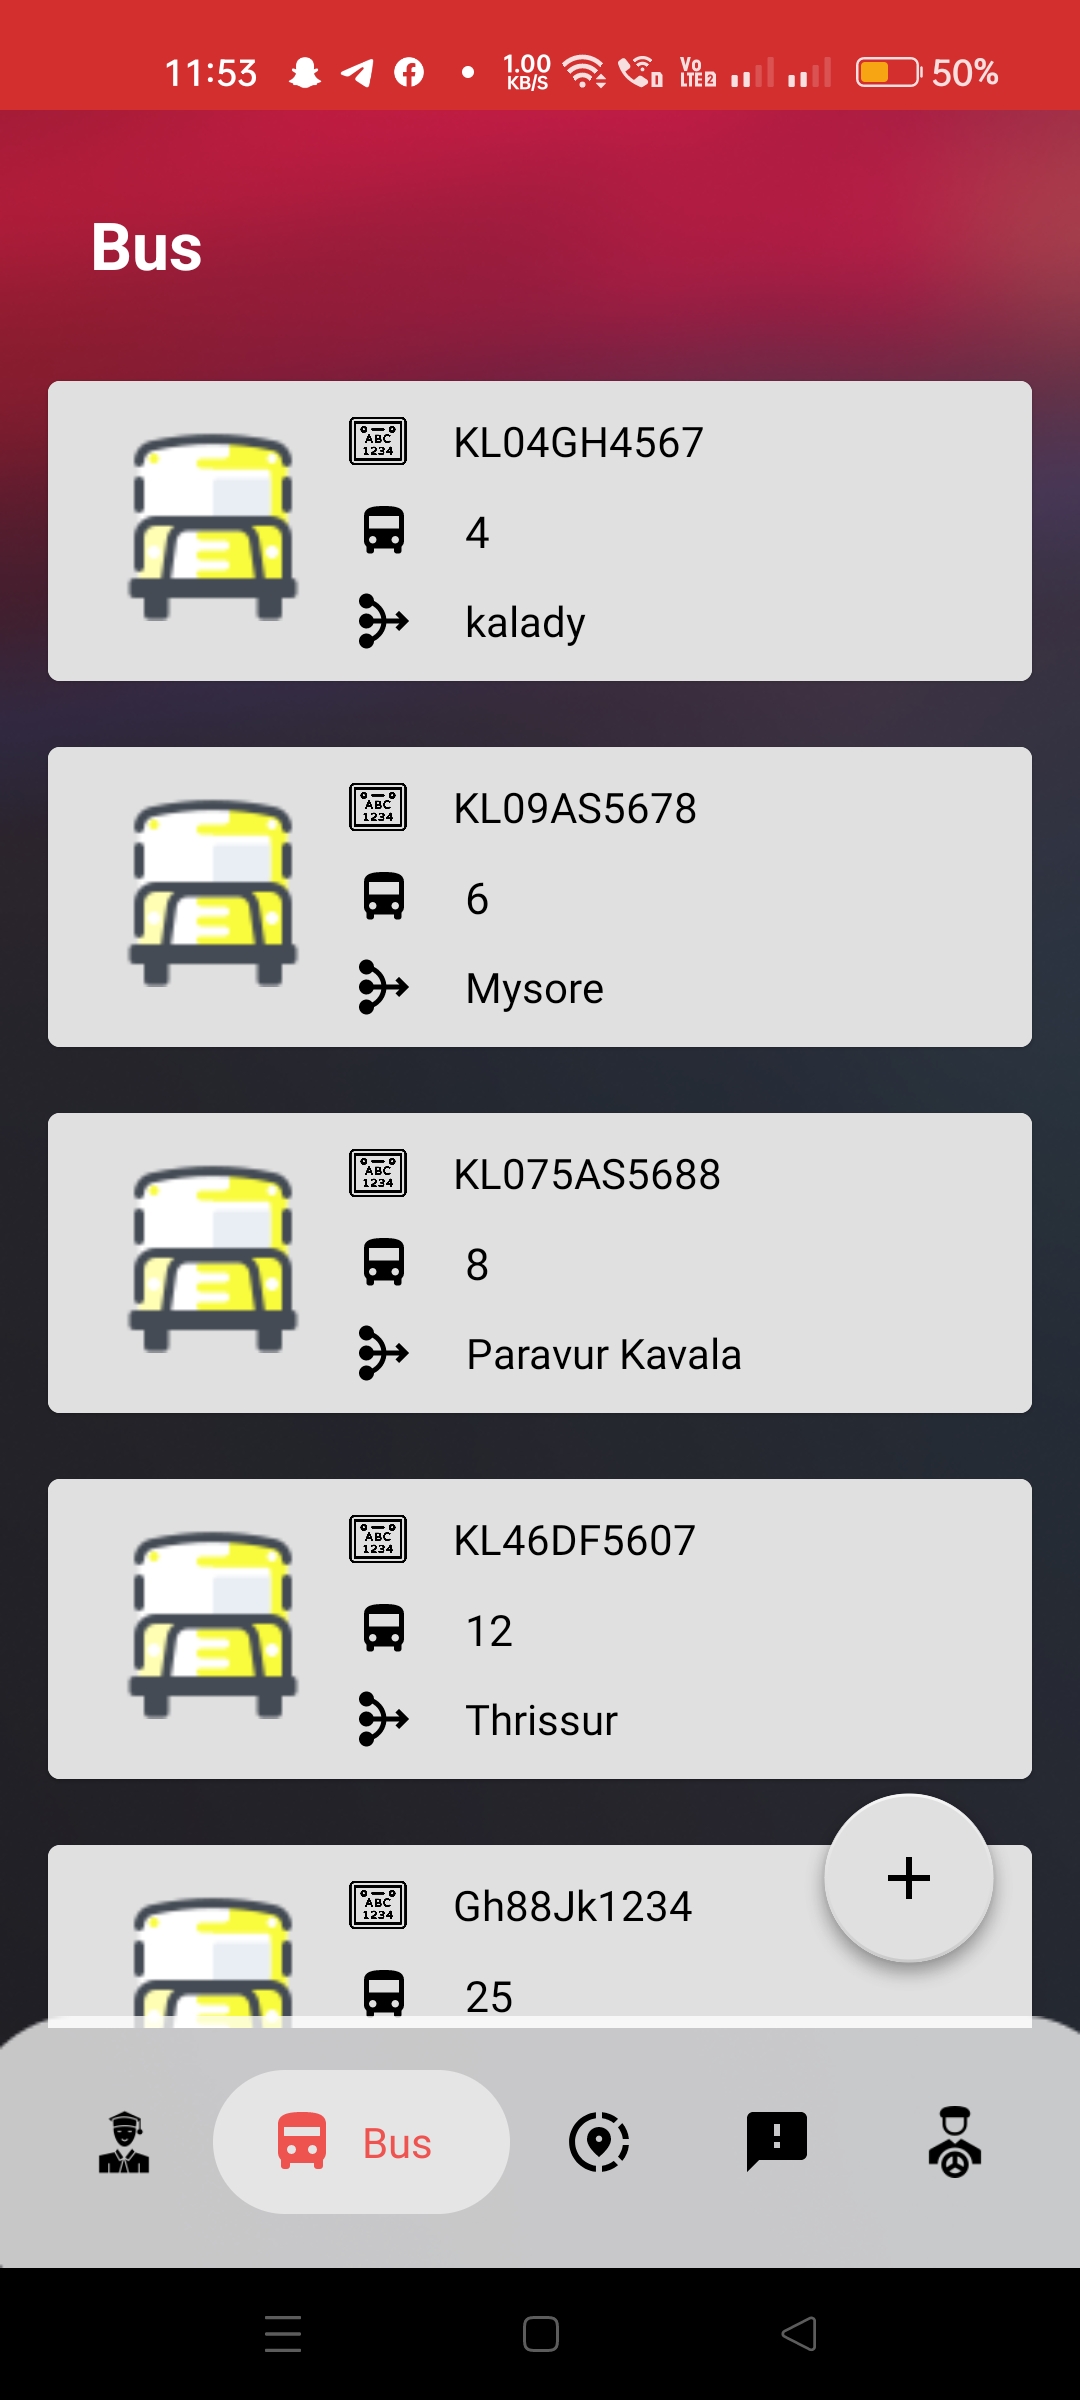 11:53 1.00 KB/S Vo LTE2 50%
Bus
ABC 1234 KL04GH4567
4
kalady
ABC 1234 KL09AS5678
6
Mysore
ABC 1234 KL075AS5688
8
Paravur Kavala
ABC 1234 KL46DF5607
12
Thrissur
ABC 1234 Gh88Jk1234
25
Bus